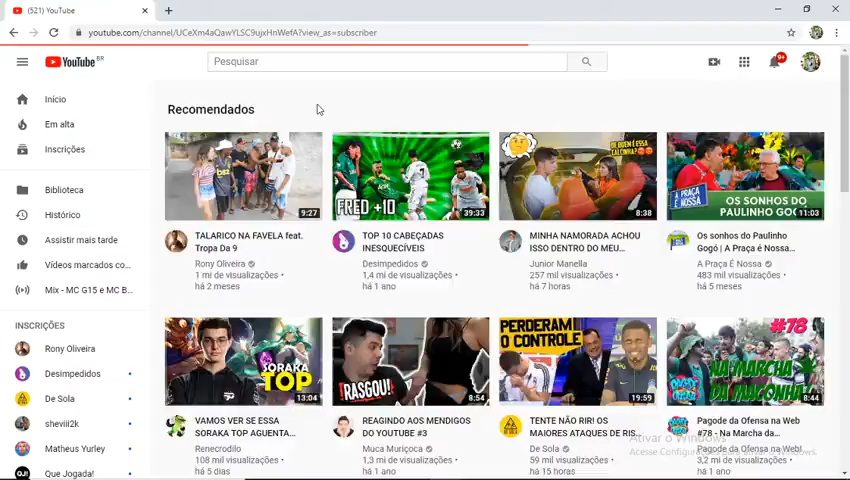 (521) YouTube
youtube.com/channel/UCeXm4aQawYLSC9ujxHnWefA?view_as=subscriber
YouTube BR
Pesquisar
9+
Início
Em alta
Inscrições
Biblioteca
Histórico
Assistir mais tarde
Vídeos marcados co...
Mix - MC G15 e MC B...
INSCRIÇÕES
Rony Oliveira
Desimpedidos
De Sola
sheviii2k
Matheus Yurley
Que Jogada!
Recomendados
9:27
TALARICO NA FAVELA feat.
Tropa Da 9
Rony Oliveira
1 mi de visualizações •
há 2 meses
FRED +10
39:33
TOP 10 CABEÇADAS
INESQUECÍVEIS
Desimpedidos
1,4 mi de visualizações •
há 1 ano
DE QUEM É ESSA
CALCINHA?
8:38
MINHA NAMORADA ACHOU
ISSO DENTRO DO MEU...
Junior Manella
257 mil visualizações •
há 7 horas
A PRAÇA
É NOSSA
OS SONHOS DO
PAULINHO GOGÓ
11:03
Os sonhos do Paulinho
Gogó | A Praça é Nossa...
A Praça É Nossa
483 mil visualizações •
há 5 meses
SORAKA
TOP
13:04
VAMOS VER SE ESSA
SORAKA TOP AGUENTA...
Renecrodilo
108 mil visualizações •
há 5 dias
RASGOU!
8:54
REAGINDO AOS MENDIGOS
DO YOUTUBE #3
Muca Muriçoca
1,3 mi de visualizações •
há 1 ano
PERDERAM
O CONTROLE
19:59
TENTE NÃO RIR! OS
MAIORES ATAQUES DE RIS...
De Sola
59 mil visualizações •
há 15 horas
#78
NA MARCHA
DA MACONHA!
8:44
Pagode da Ofensa na Web
#78 - Na Marcha da...
Pagode da Ofensa na Web!
3,2 mi de visualizações •
há 1 ano
Ativar o Windows